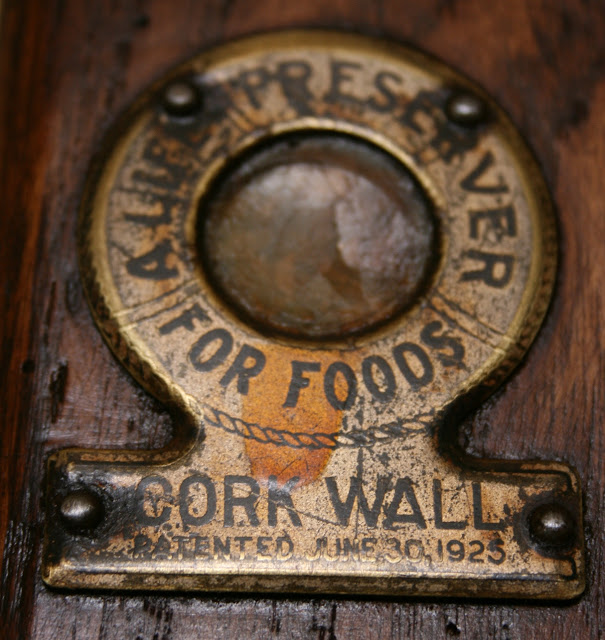 A LIFE PRESERVER
FOR FOODS
CORK WALL
PATENTED JUNE 30, 1925